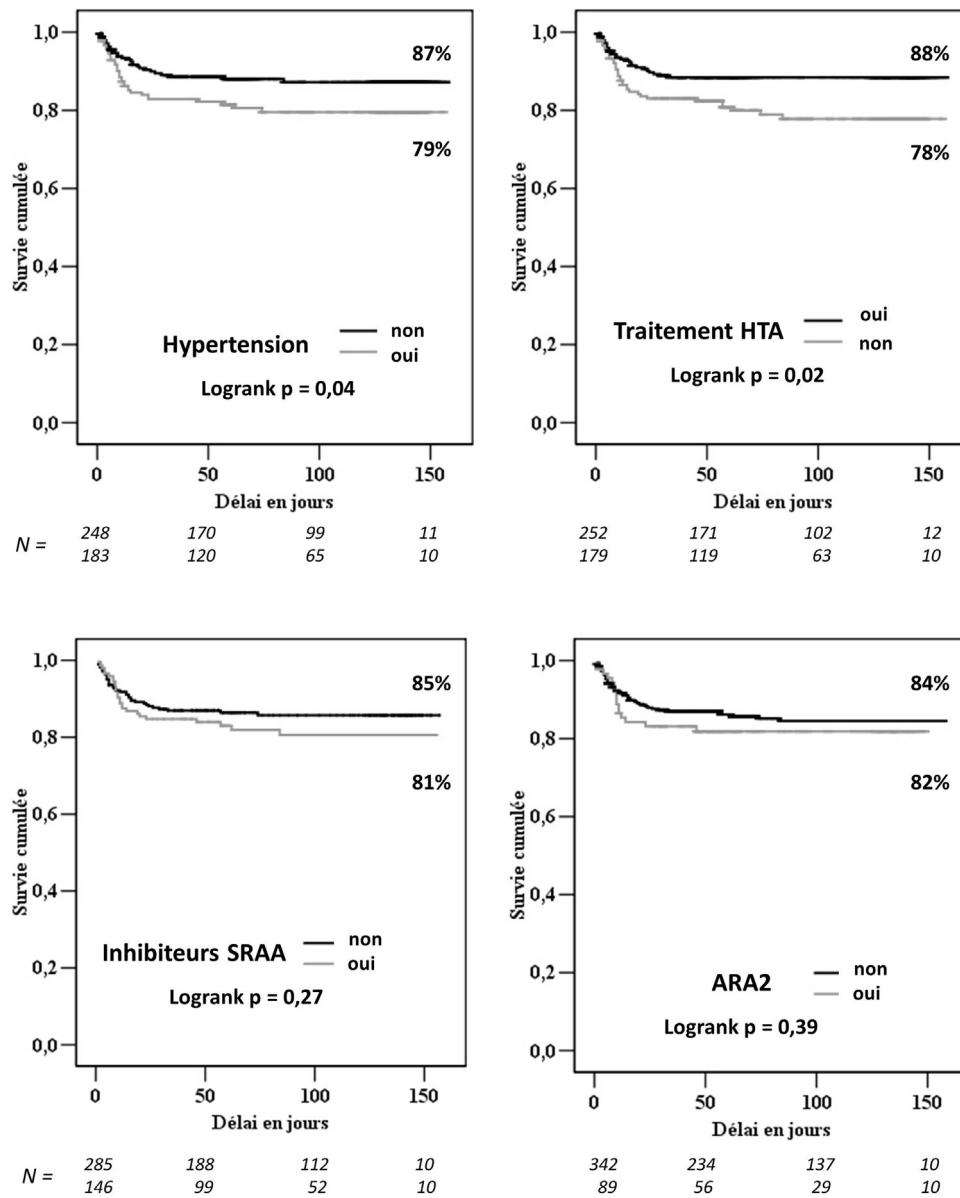 1,0
87%
0,8
79%
0,6
0,4
0,2
0,0
Survie cumulée
Hypertension
non
oui
Logrank p = 0,04
0 50 100 150
Délai en jours
N =
248 170 99 11
183 120 65 10
1,0
88%
0,8
78%
0,6
0,4
0,2
0,0
Survie cumulée
Traitement HTA
oui
non
Logrank p = 0,02
0 50 100 150
Délai en jours
252 171 102 12
179 119 63 10
1,0
85%
0,8
81%
0,6
0,4
0,2
0,0
Survie cumulée
Inhibiteurs SRAA
non
oui
Logrank p = 0,27
0 50 100 150
Délai en jours
N =
285 188 112 10
146 99 52 10
1,0
84%
0,8
82%
0,6
0,4
0,2
0,0
Survie cumulée
ARA2
non
oui
Logrank p = 0,39
0 50 100 150
Délai en jours
342 234 137 10
89 56 29 10